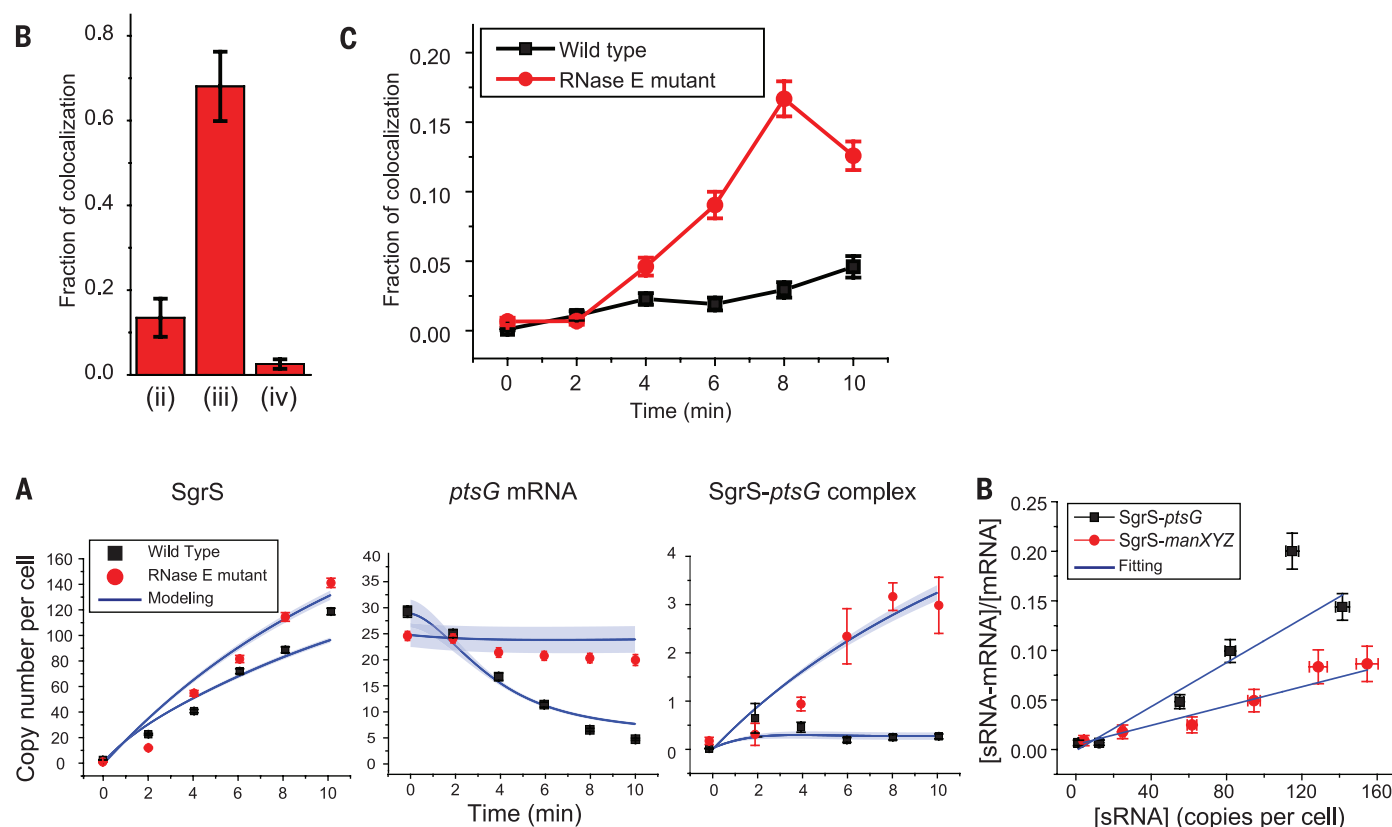 B
0.8
0.6
0.4
0.2
0.0
Fraction of colocalization
(ii) (iii) (iv)
C
Wild type
RNase E mutant
0.20
0.15
0.10
0.05
0.00
Fraction of colocalization
0 2 4 6 8 10
Time (min)
A
SgrS
Wild Type
RNase E mutant
Modeling
160
140
120
100
80
60
40
20
0
Copy number per cell
0 2 4 6 8 10
ptsG mRNA
40
35
30
25
20
15
10
5
0
0 2 4 6 8 10
Time (min)
SgrS-ptsG complex
4
3
2
1
0
0 2 4 6 8 10
B
SgrS-ptsG
SgrS-manXYZ
Fitting
0.25
0.20
0.15
0.10
0.05
0.00
[sRNA-mRNA]/[mRNA]
0 40 80 120 160
[sRNA] (copies per cell)